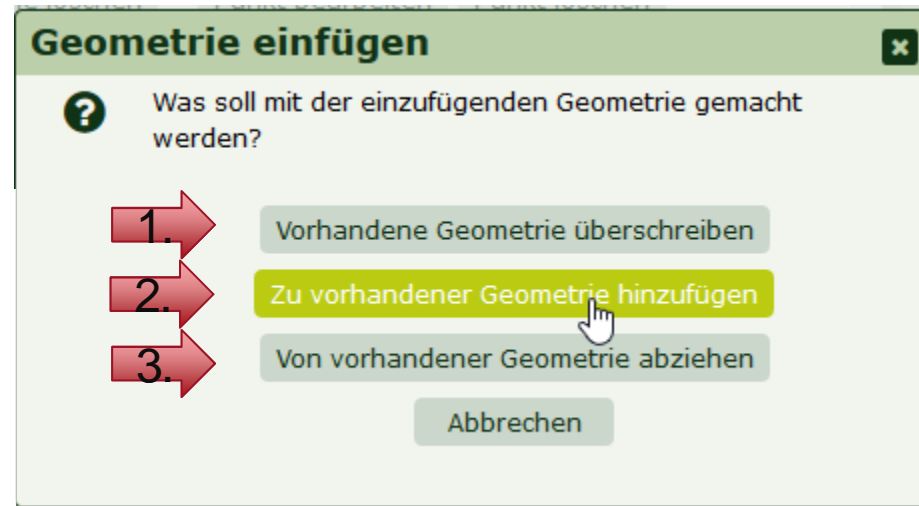 Geometrie einfügen
Was soll mit der einzufügenden Geometrie gemacht
werden?
1. Vorhandene Geometrie überschreiben
2. Zu vorhandener Geometrie hinzufügen
3. Von vorhandener Geometrie abziehen
Abbrechen